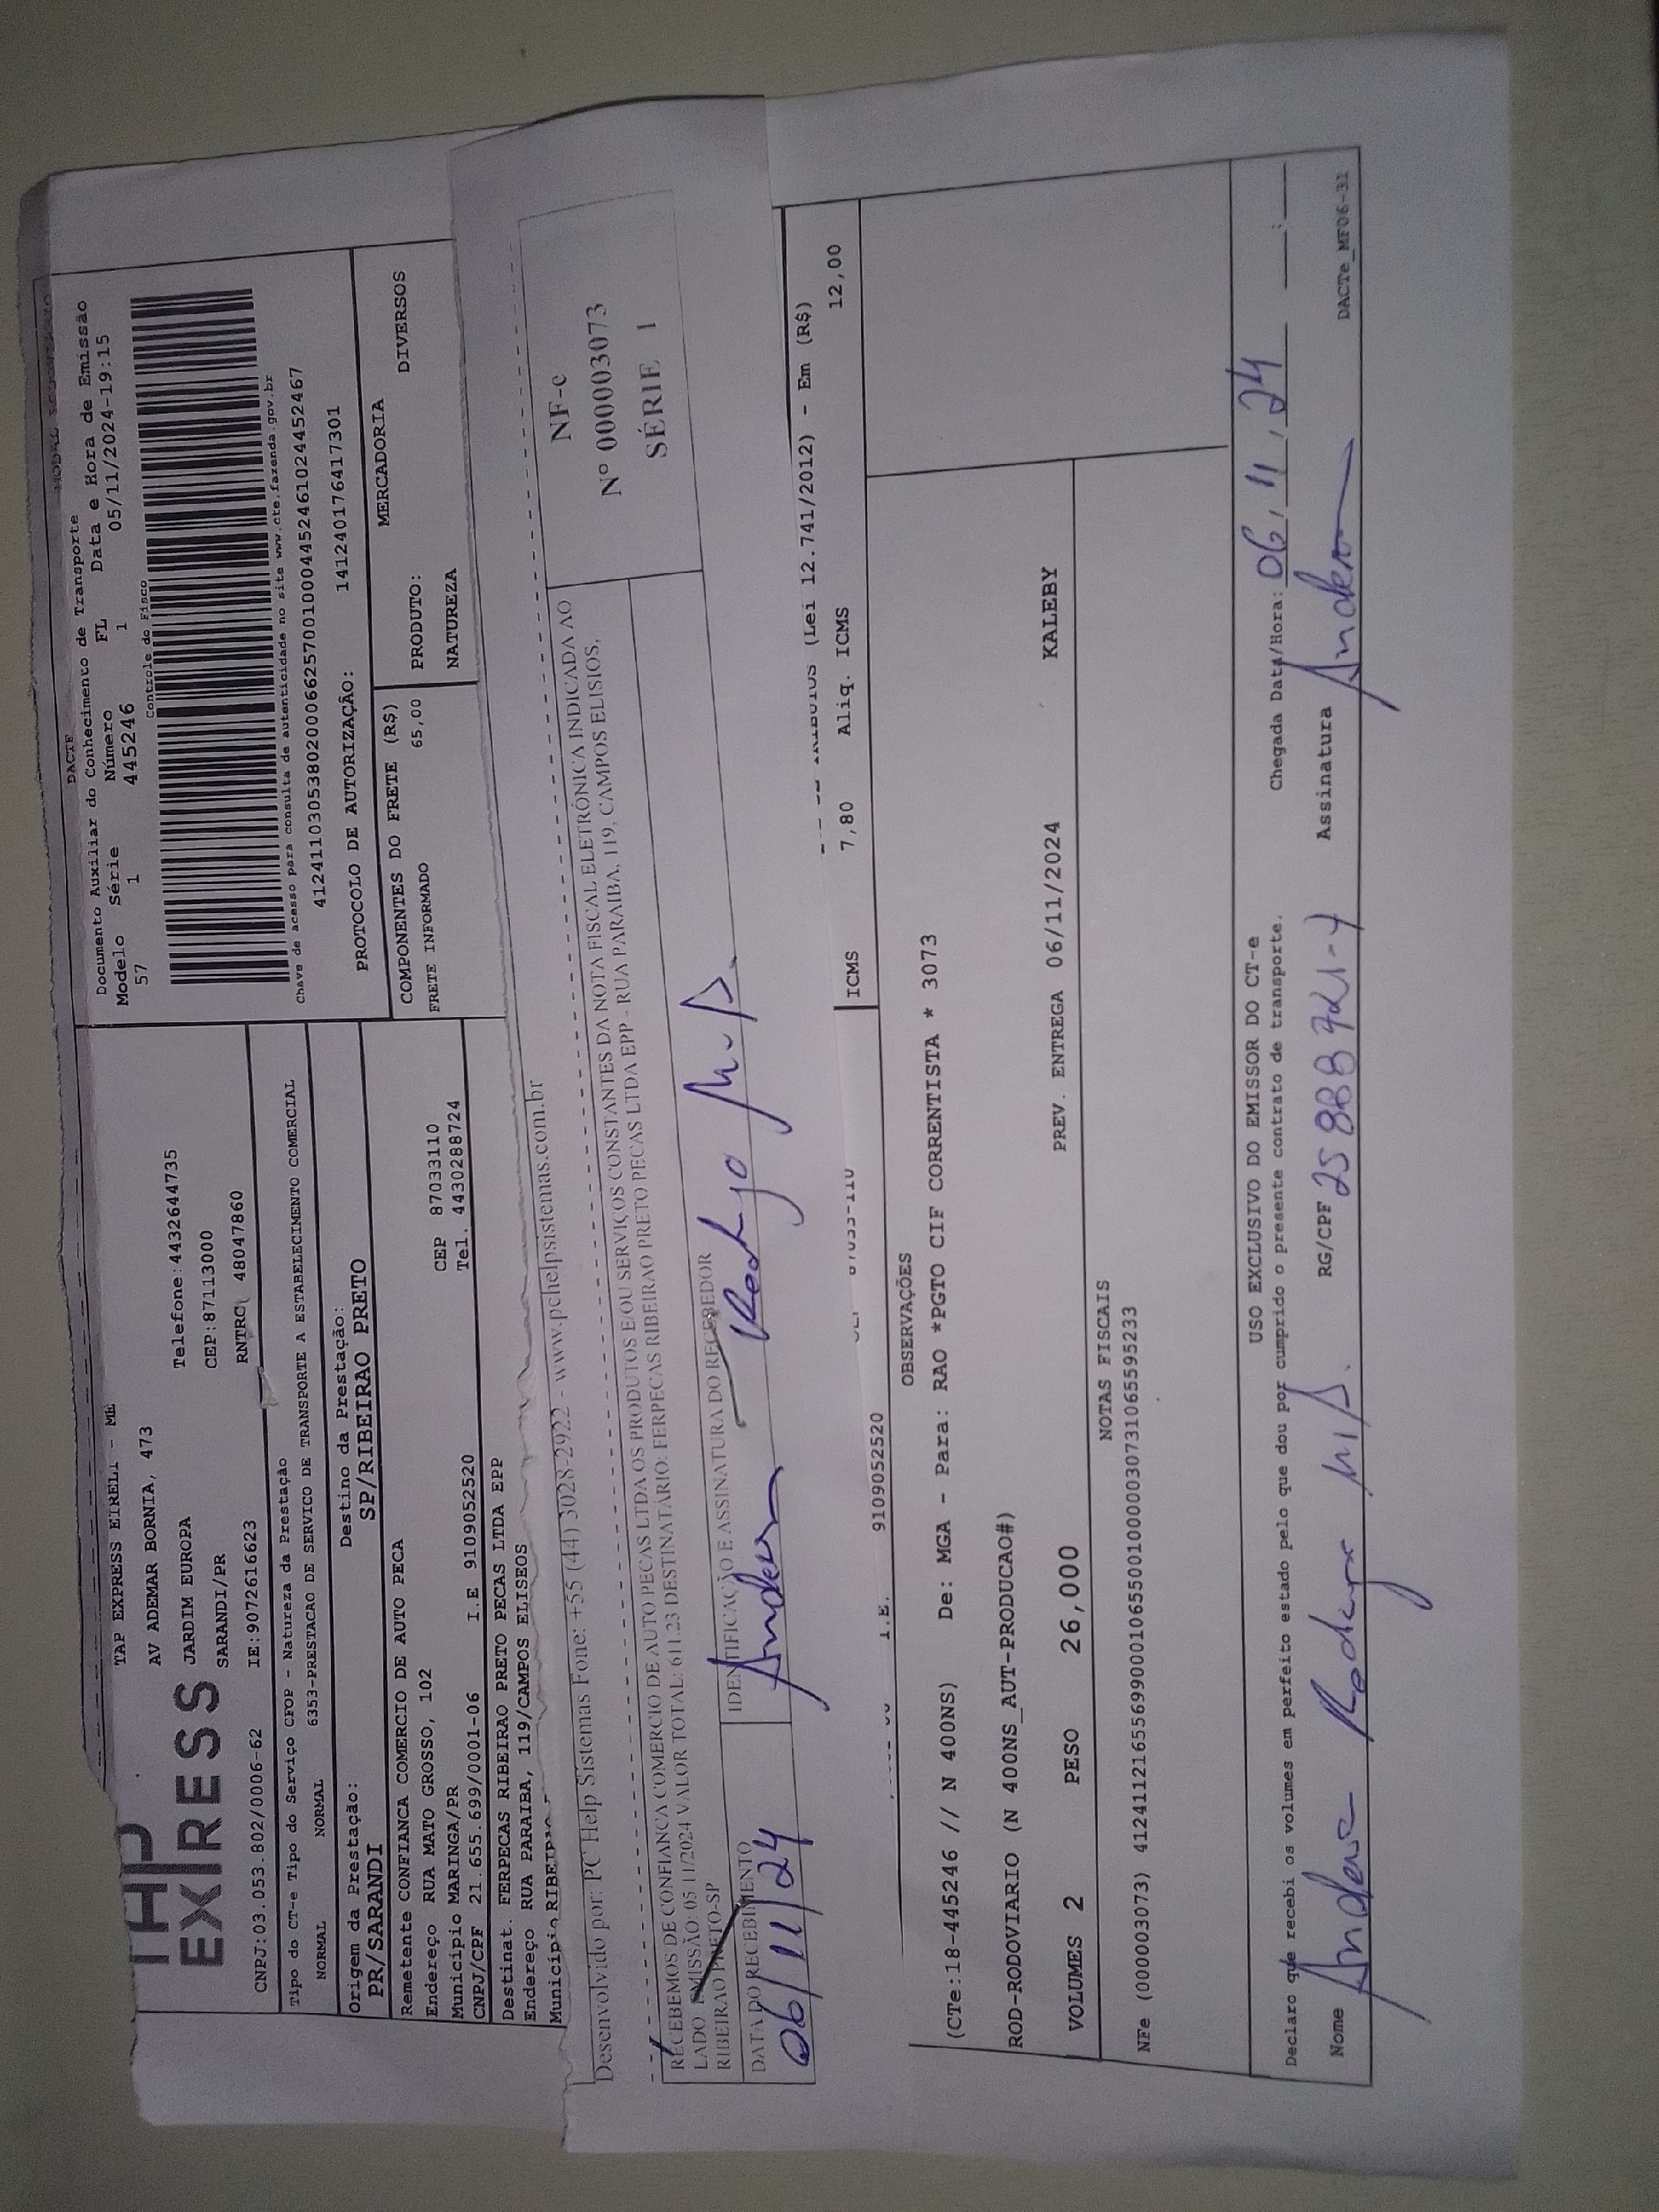 TAP EXPRESS
TAP EXPRESS EIRELI - ME
AV ADEMAR BORNIA, 473
JARDIM EUROPA Telefone:4432644735
SARANDI/PR CEP:87113000
CNPJ:03.053.802/0006-62 IE:9072616623 RNTRC 48047860
Tipo do CT-e Tipo do Serviço CFOP - Natureza da Prestação
NORMAL NORMAL 6353-PRESTACAO DE SERVICO DE TRANSPORTE A ESTABELECIMENTO COMERCIAL
Origem da Prestação: Destino da Prestação:
PR/SARANDI SP/RIBEIRAO PRETO
Remetente CONFIANCA COMERCIO DE AUTO PECA
Endereço RUA MATO GROSSO, 102
Município MARINGA/PR CEP 87033110
CNPJ/CPF 21.655.699/0001-06 I.E 9109052520 Tel. 4430288724
Destinat. FERPECAS RIBEIRAO PRETO PECAS LTDA EPP
Endereço RUA PARAIBA, 119/CAMPOS ELISEOS
Município
DACTE
Documento Auxiliar do Conhecimento de Transporte
Modelo Série Número FL Data e Hora de Emissão
57 1 445246 1 05/11/2024-19:15
Controle do Fisco
Chave de acesso para consulta de autenticidade no site www.cte.fazenda.gov.br
41241103053802000662570010004452461024452467
PROTOCOLO DE AUTORIZAÇÃO: 141240176417301
COMPONENTES DO FRETE (R$) MERCADORIA
FRETE INFORMADO 65,00 PRODUTO: DIVERSOS
NATUREZA
Desenvolvido por: PC Help Sistemas Fone: +55 (44) 3028-2922 - www.pchelpsistemas.com.br
RECEBEMOS DE CONFIANCA COMERCIO DE AUTO PECAS LTDA OS PRODUTOS E/OU SERVIÇOS CONSTANTES DA NOTA FISCAL ELETRÔNICA INDICADA AO
LADO EMISSÃO: 05/11/2024 VALOR TOTAL: 611.23 DESTINATÁRIO: FERPECAS RIBEIRAO PRETO PECAS LTDA EPP - RUA PARAIBA, 119, CAMPOS ELISIOS,
RIBEIRAO PRETO-SP
NF-e
Nº 000003073
SÉRIE 1
DATA DO RECEBIMENTO IDENTIFICAÇÃO E ASSINATURA DO RECEBEDOR
06/11/24 Anderson
(Lei 12.741/2012) - Em (R$)
I.E. 9109052520 ICMS 7,80 Aliq. ICMS 12,00
OBSERVAÇÕES
(CTe:18-445246 // N 400NS) De: MGA - Para: RAO *PGTO CIF CORRENTISTA * 3073
ROD-RODOVIARIO (N 400NS_AUT-PRODUCAO#)
VOLUMES 2 PESO 26,000 PREV. ENTREGA 06/11/2024 KALEBY
NOTAS FISCAIS
NFe (000003073) 41241121655699000106550010000030731065595233
USO EXCLUSIVO DO EMISSOR DO CT-e
Declaro que recebi os volumes em perfeito estado pelo que dou por cumprido o presente contrato de transporte. Chegada Data/Hora: 06/11/24 ___:___
Nome RG/CPF Assinatura Anderson
DACTe_MF06-31